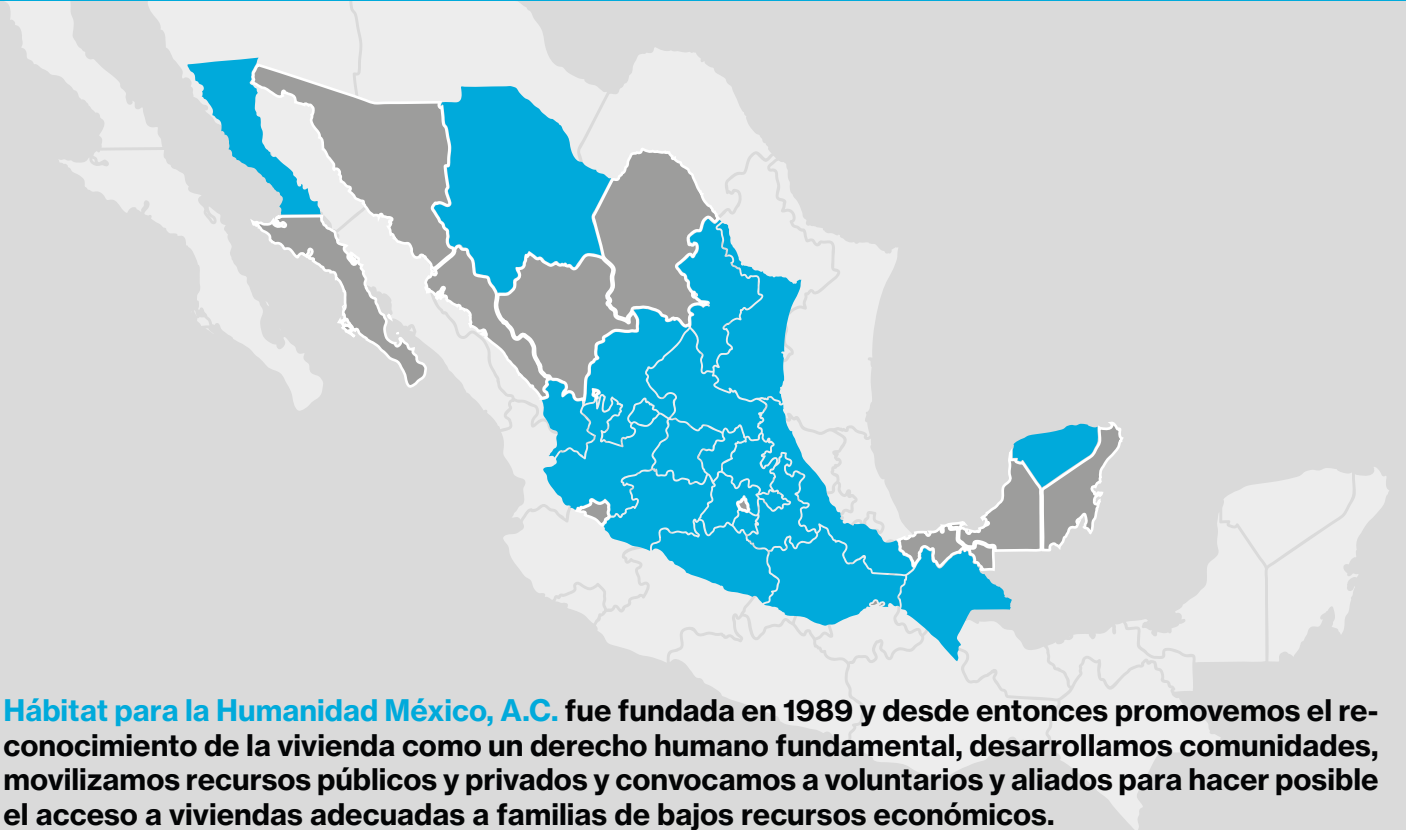 Hábitat para la Humanidad México, A.C. fue fundada en 1989 y desde entonces promovemos el re-
conocimiento de la vivienda como un derecho humano fundamental, desarrollamos comunidades,
movilizamos recursos públicos y privados y convocamos a voluntarios y aliados para hacer posible
el acceso a viviendas adecuadas a familias de bajos recursos económicos.